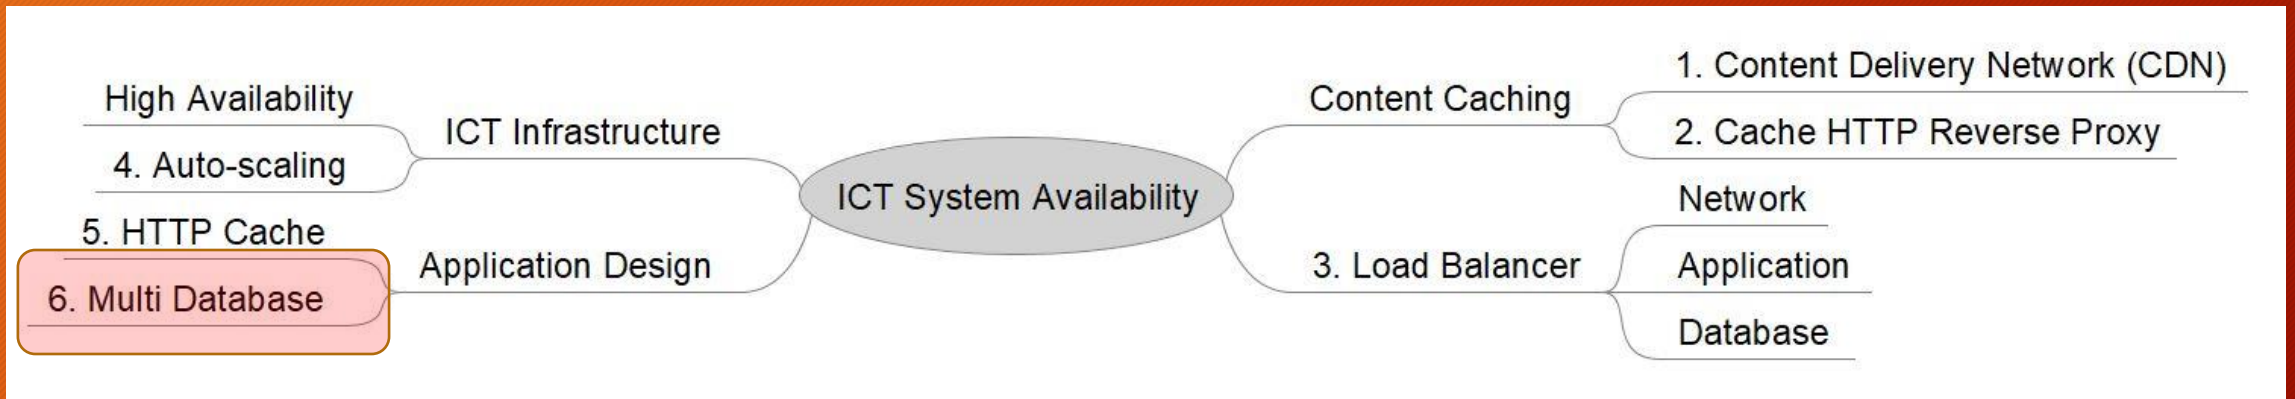 High Availability
4. Auto-scaling
ICT Infrastructure
5. HTTP Cache
6. Multi Database
Application Design
ICT System Availability
Content Caching
1. Content Delivery Network (CDN)
2. Cache HTTP Reverse Proxy
3. Load Balancer
Network
Application
Database